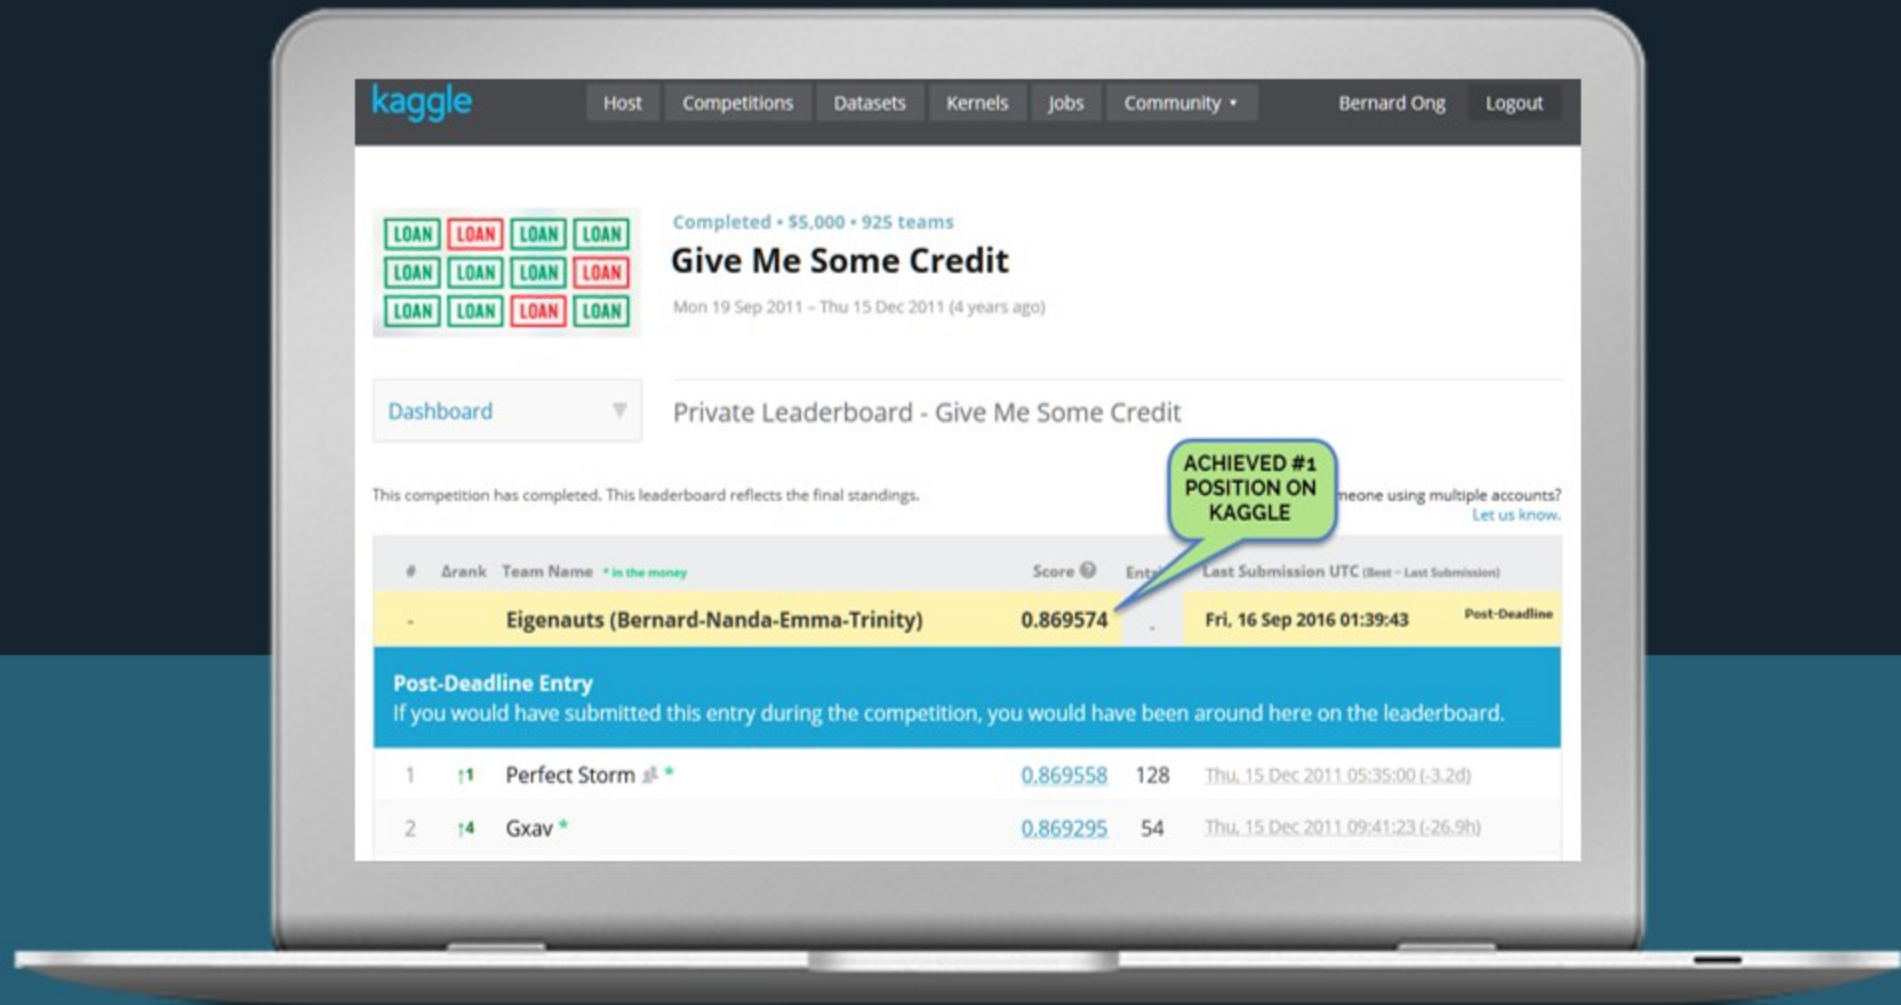 kaggle Host Competitions Datasets Kernels Jobs Community Bernard Ong Logout
LOAN LOAN LOAN LOAN
LOAN LOAN LOAN LOAN
LOAN LOAN LOAN LOAN
Completed • $5,000 • 925 teams
Give Me Some Credit
Mon 19 Sep 2011 – Thu 15 Dec 2011 (4 years ago)
Dashboard
Private Leaderboard - Give Me Some Credit
ACHIEVED #1
POSITION ON
KAGGLE
This competition has completed. This leaderboard reflects the final standings.
using multiple accounts?
Let us know.
# Δrank Team Name * in the money Score Last Submission UTC (Best – Last Submission)
- Eigenauts (Bernard-Nanda-Emma-Trinity) 0.869574 - Fri, 16 Sep 2016 01:39:43 Post-Deadline
Post-Deadline Entry
If you would have submitted this entry during the competition, you would have been around here on the leaderboard.
1 ↑1 Perfect Storm * 0.869558 128 Thu, 15 Dec 2011 05:35:00 (-3.2d)
2 ↑4 Gxav * 0.869295 54 Thu, 15 Dec 2011 09:41:23 (-26.9h)